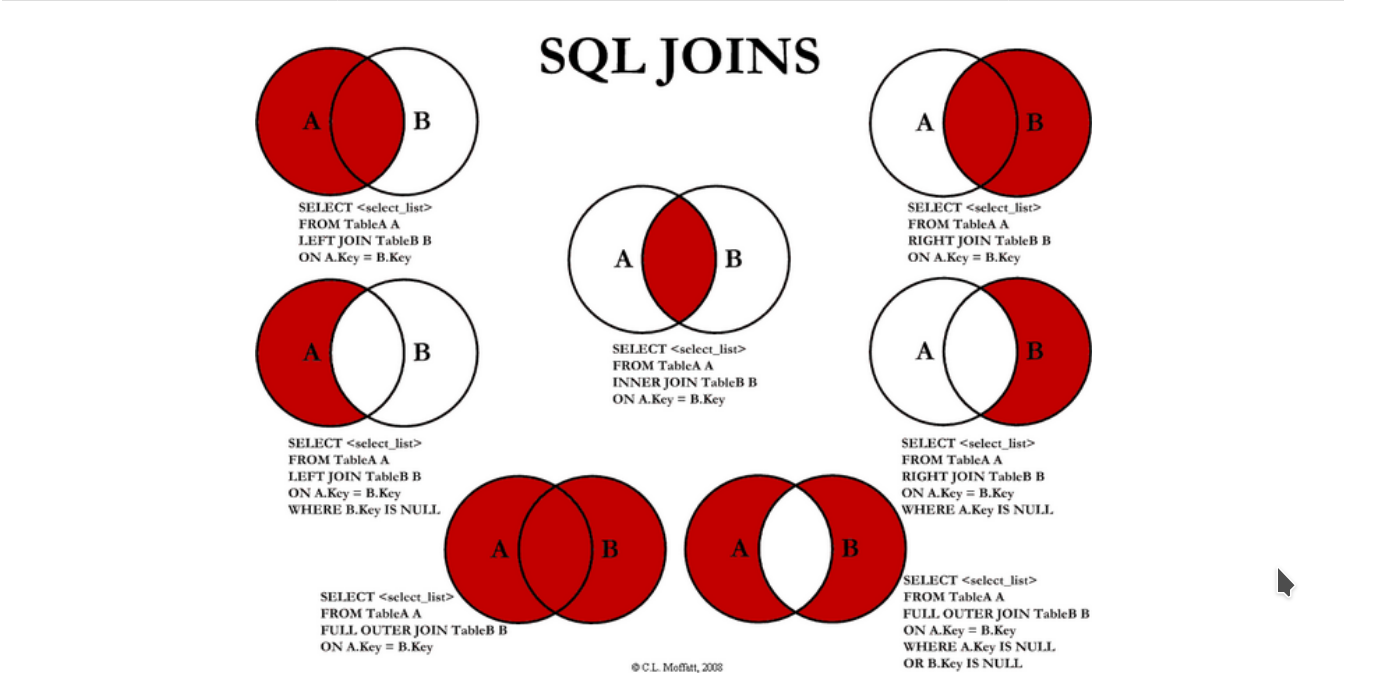 SQL JOINS
A B
SELECT <select_list>
FROM TableA A
LEFT JOIN TableB B
ON A.Key = B.Key
A B
SELECT <select_list>
FROM TableA A
RIGHT JOIN TableB B
ON A.Key = B.Key
A B
SELECT <select_list>
FROM TableA A
INNER JOIN TableB B
ON A.Key = B.Key
A B
SELECT <select_list>
FROM TableA A
LEFT JOIN TableB B
ON A.Key = B.Key
WHERE B.Key IS NULL
A B
SELECT <select_list>
FROM TableA A
RIGHT JOIN TableB B
ON A.Key = B.Key
WHERE A.Key IS NULL
A B
SELECT <select_list>
FROM TableA A
FULL OUTER JOIN TableB B
ON A.Key = B.Key
A B
SELECT <select_list>
FROM TableA A
FULL OUTER JOIN TableB B
ON A.Key = B.Key
WHERE A.Key IS NULL
OR B.Key IS NULL
© C.L. Moffatt, 2008